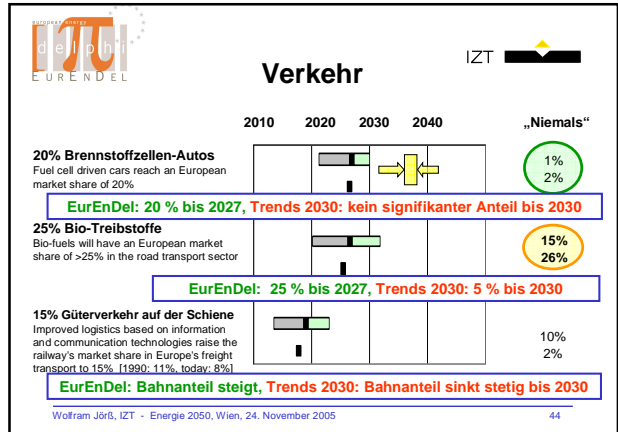 european energy
delphi
EURENDEL
IZT
Verkehr
2010 2020 2030 2040 „Niemals“
20% Brennstoffzellen-Autos
Fuel cell driven cars reach an European
market share of 20%
1%
2%
EurEnDel: 20 % bis 2027, Trends 2030: kein signifikanter Anteil bis 2030
25% Bio-Treibstoffe
Bio-fuels will have an European market
share of >25% in the road transport sector
15%
26%
EurEnDel: 25 % bis 2027, Trends 2030: 5 % bis 2030
15% Güterverkehr auf der Schiene
Improved logistics based on information
and communication technologies raise the
railway's market share in Europe's freight
transport to 15% [1990: 11%, today: 8%]
10%
2%
EurEnDel: Bahnanteil steigt, Trends 2030: Bahnanteil sinkt stetig bis 2030
Wolfram Jörß, IZT - Energie 2050, Wien, 24. November 2005 44